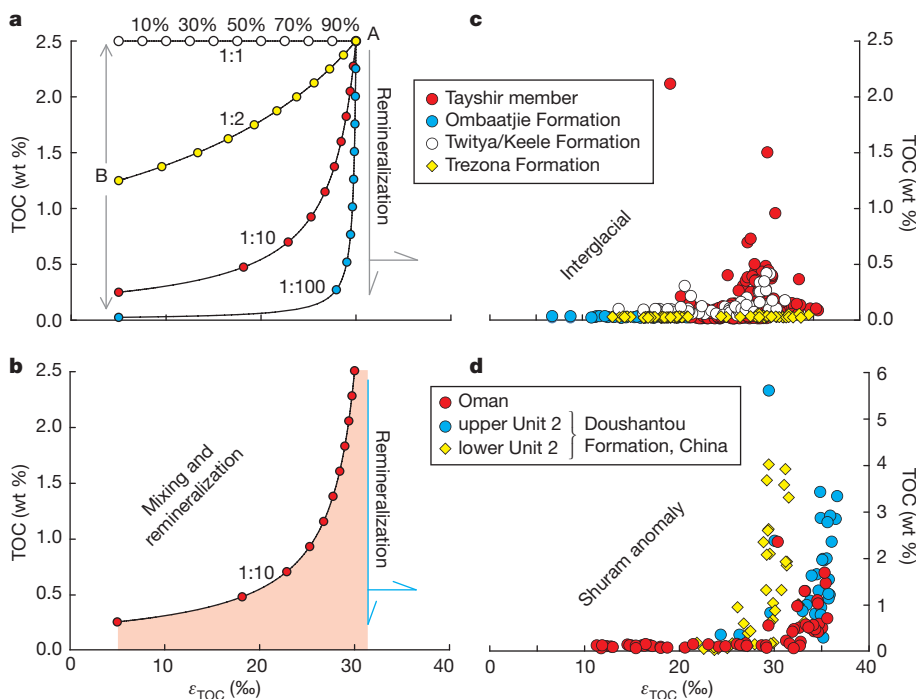 a
10% 30% 50% 70% 90% A
2.5
1:1
2.0
1:2
TOC (wt %)
1.5
B
1.0
1:10
0.5
1:100
0.0
Remineralization
c
2.5
Tayshir member
Ombaatjie Formation
Twitya/Keele Formation
Trezona Formation
2.0
1.5
TOC (wt %)
1.0
Interglacial
0.5
0.0
10 20 30 40
b
2.5
2.0
Mixing and
remineralization
TOC (wt %)
1.5
1.0
1:10
0.5
0.0
Remineralization
0 10 20 30 40
εTOC (‰)
d
6
Oman
upper Unit 2
lower Unit 2
Doushantou
Formation, China
5
4
TOC (wt %)
3
Shuram anomaly
2
1
0
10 20 30 40
εTOC (‰)